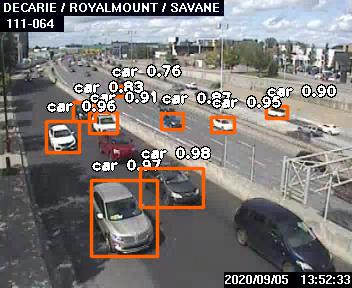 DECARIE / ROYALMOUNT / SAVANE
111-064
car 0.76
car 0.83
car 0.90
car 0.96
car 0.91
car 0.87
car 0.95
car 0.97
car 0.98
2020/09/05 13:52:33